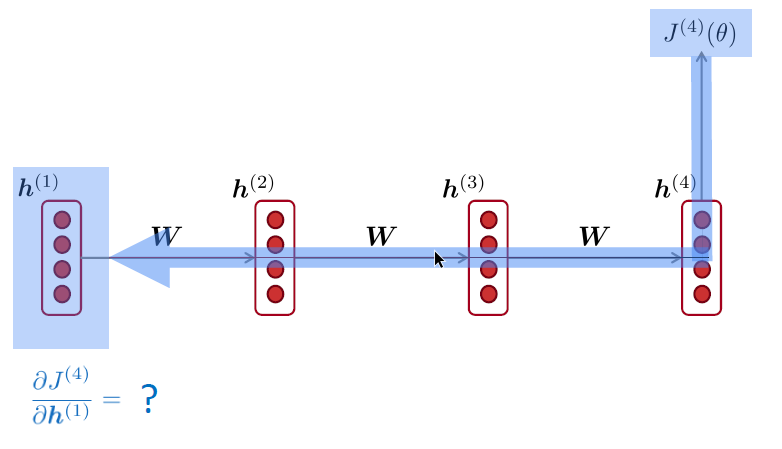 J⁽⁴⁾(θ)
h⁽¹⁾ h⁽²⁾ h⁽³⁾ h⁽⁴⁾
W W W
∂J⁽⁴⁾/∂h⁽¹⁾ = ?